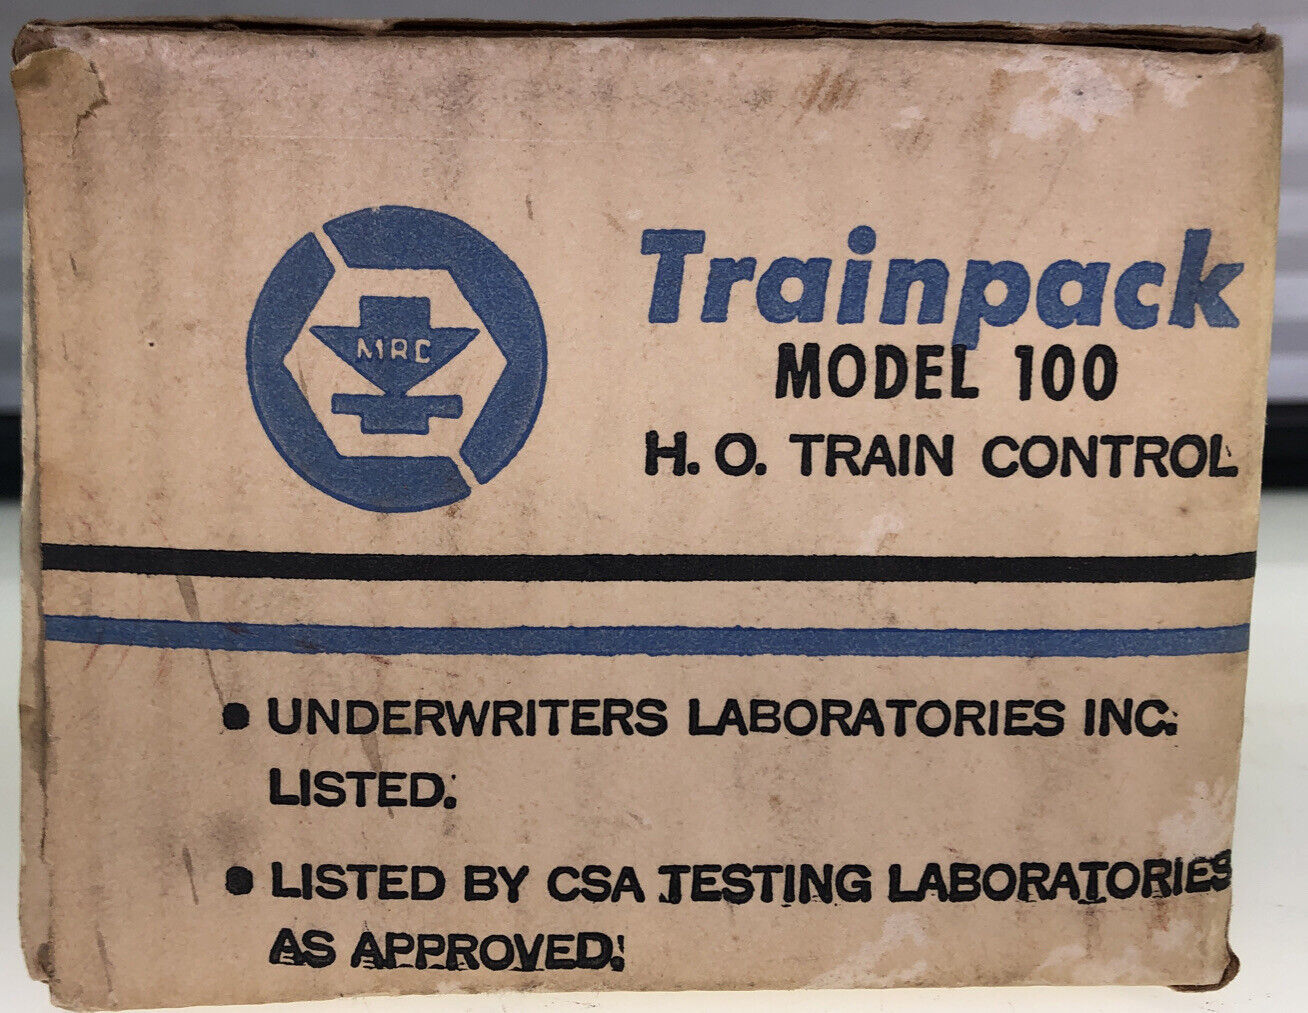 MRC
Trainpack
MODEL 100
H. O. TRAIN CONTROL
• UNDERWRITERS LABORATORIES INC.
LISTED.
• LISTED BY CSA TESTING LABORATORIES
AS APPROVED.